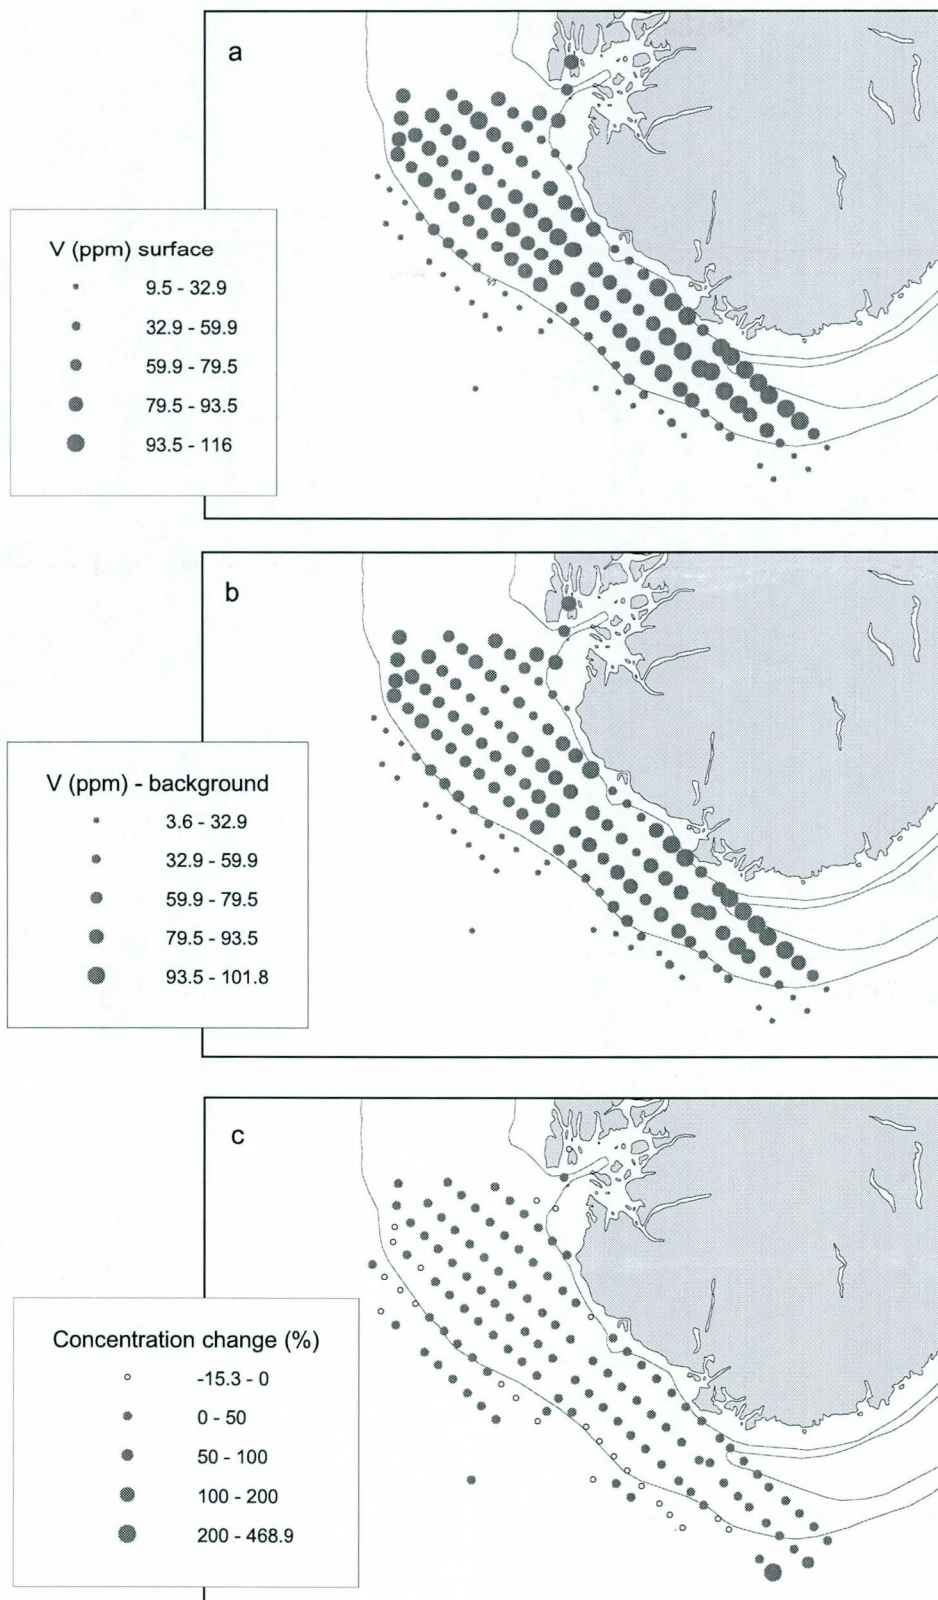 a
V (ppm) surface
9.5 - 32.9
32.9 - 59.9
59.9 - 79.5
79.5 - 93.5
93.5 - 116
b
V (ppm) - background
3.6 - 32.9
32.9 - 59.9
59.9 - 79.5
79.5 - 93.5
93.5 - 101.8
c
Concentration change (%)
-15.3 - 0
0 - 50
50 - 100
100 - 200
200 - 468.9